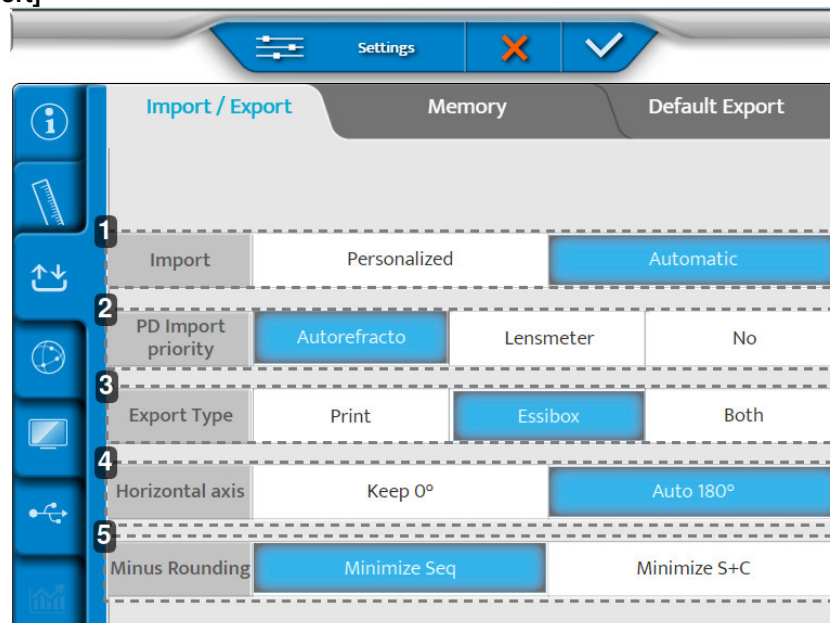 Settings
Import / Export Memory Default Export
1
Import Personalized Automatic
2
PD Import
priority
Autorefracto Lensmeter No
3
Export Type Print Essibox Both
4
Horizontal axis Keep 0° Auto 180°
5
Minus Rounding Minimize Seq Minimize S+C